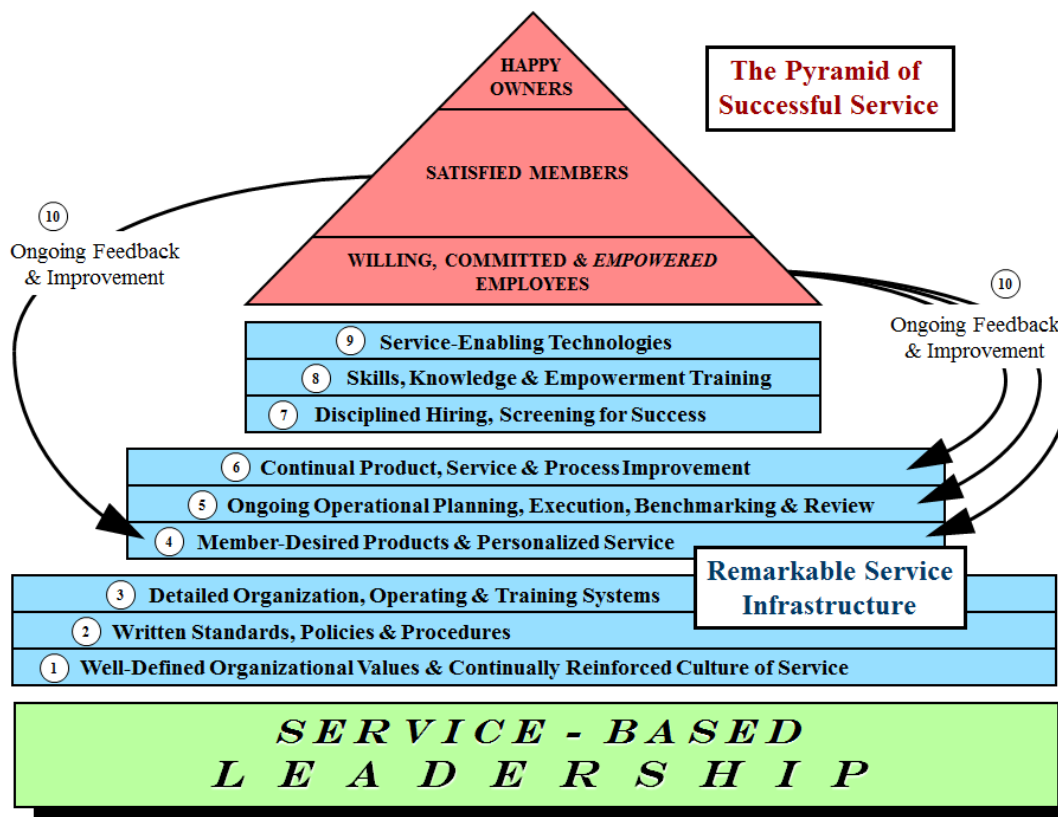 HAPPY
OWNERS
The Pyramid of
Successful Service
SATISFIED MEMBERS
10
Ongoing Feedback
& Improvement
WILLING, COMMITTED & EMPOWERED
EMPLOYEES
10
Ongoing Feedback
& Improvement
9 Service-Enabling Technologies
8 Skills, Knowledge & Empowerment Training
7 Disciplined Hiring, Screening for Success
6 Continual Product, Service & Process Improvement
5 Ongoing Operational Planning, Execution, Benchmarking & Review
4 Member-Desired Products & Personalized Service
Remarkable Service
Infrastructure
3 Detailed Organization, Operating & Training Systems
2 Written Standards, Policies & Procedures
1 Well-Defined Organizational Values & Continually Reinforced Culture of Service
SERVICE - BASED
LEADERSHIP